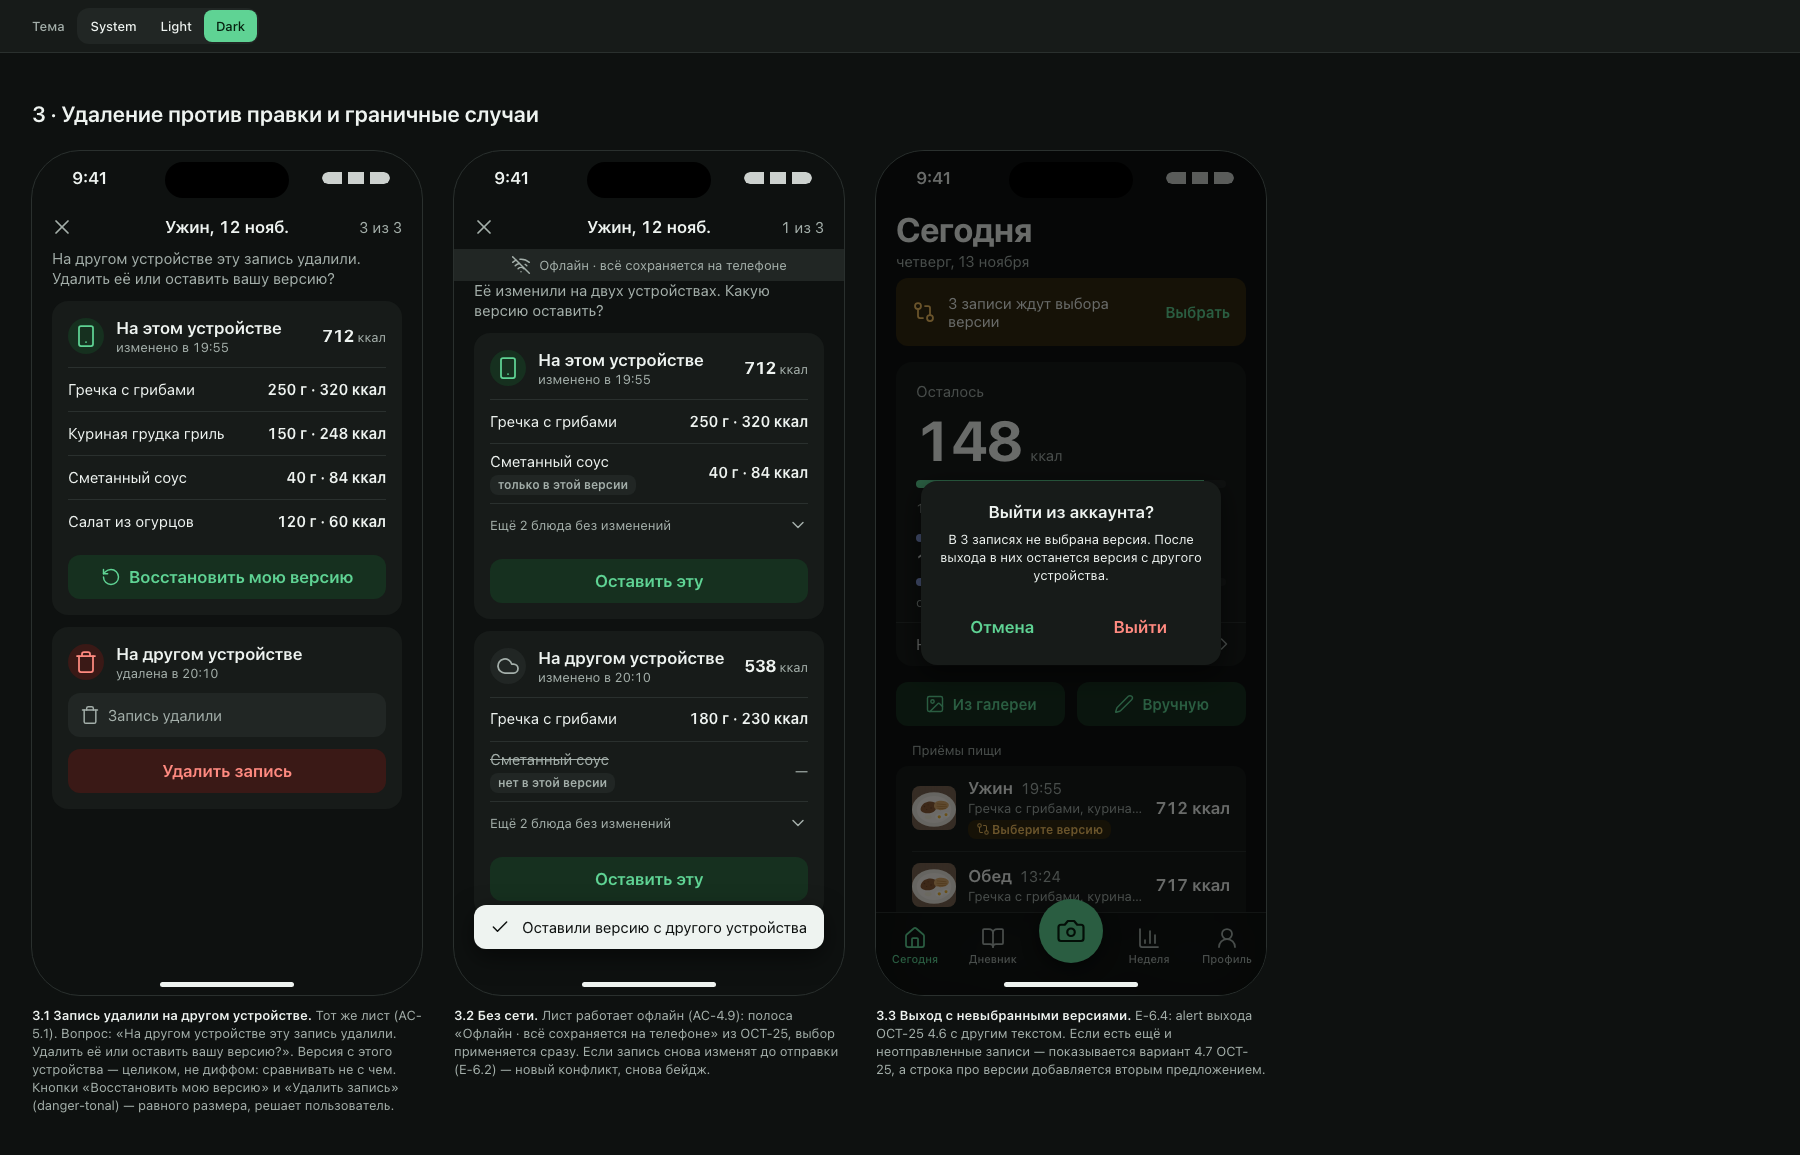 Тема
System
Light
Dark
3 · Удаление против правки и граничные случаи
9:41
Ужин, 12 нояб.
3 из 3
На другом устройстве эту запись удалили.
Удалить её или оставить вашу версию?
На этом устройстве
изменено в 19:55
712 ккал
Гречка с грибами
250 г · 320 ккал
Куриная грудка гриль
150 г · 248 ккал
Сметанный соус
40 г · 84 ккал
Салат из огурцов
120 г · 60 ккал
Восстановить мою версию
На другом устройстве
удалена в 20:10
Запись удалили
Удалить запись
3.1 Запись удалили на другом устройстве. Тот же лист (AC-
5.1). Вопрос: «На другом устройстве эту запись удалили.
Удалить её или оставить вашу версию?». Версия с этого
устройства — целиком, не диффом: сравнивать не с чем.
Кнопки «Восстановить мою версию» и «Удалить запись»
(danger-tonal) — равного размера, решает пользователь.
9:41
Ужин, 12 нояб.
1 из 3
Офлайн · всё сохраняется на телефоне
Её изменили на двух устройствах. Какую
версию оставить?
На этом устройстве
изменено в 19:55
712 ккал
Гречка с грибами
250 г · 320 ккал
Сметанный соус
только в этой версии
40 г · 84 ккал
Ещё 2 блюда без изменений
Оставить эту
На другом устройстве
изменено в 20:10
538 ккал
Гречка с грибами
180 г · 230 ккал
Сметанный соус
нет в этой версии
—
Ещё 2 блюда без изменений
Оставить эту
Оставили версию с другого устройства
3.2 Без сети. Лист работает офлайн (AC-4.9): полоса
«Офлайн · всё сохраняется на телефоне» из OCT-25, выбор
применяется сразу. Если запись снова изменят до отправки
(E-6.2) — новый конфликт, снова бейдж.
9:41
Сегодня
четверг, 13 ноября
3 записи ждут выбора
версии
Выбрать
Осталось
148 ккал
Выйти из аккаунта?
В 3 записях не выбрана версия. После
выхода в них останется версия с другого
устройства.
Отмена
Выйти
Из галереи
Вручную
Приёмы пищи
Ужин 19:55
Гречка с грибами, курина...
Выберите версию
712 ккал
Обед 13:24
Гречка с грибами, курина...
717 ккал
Сегодня
Дневник
Неделя
Профиль
3.3 Выход с невыбранными версиями. E-6.4: alert выхода
OCT-25 4.6 с другим текстом. Если есть ещё и
неотправленные записи — показывается вариант 4.7 OCT-
25, а строка про версии добавляется вторым предложением.